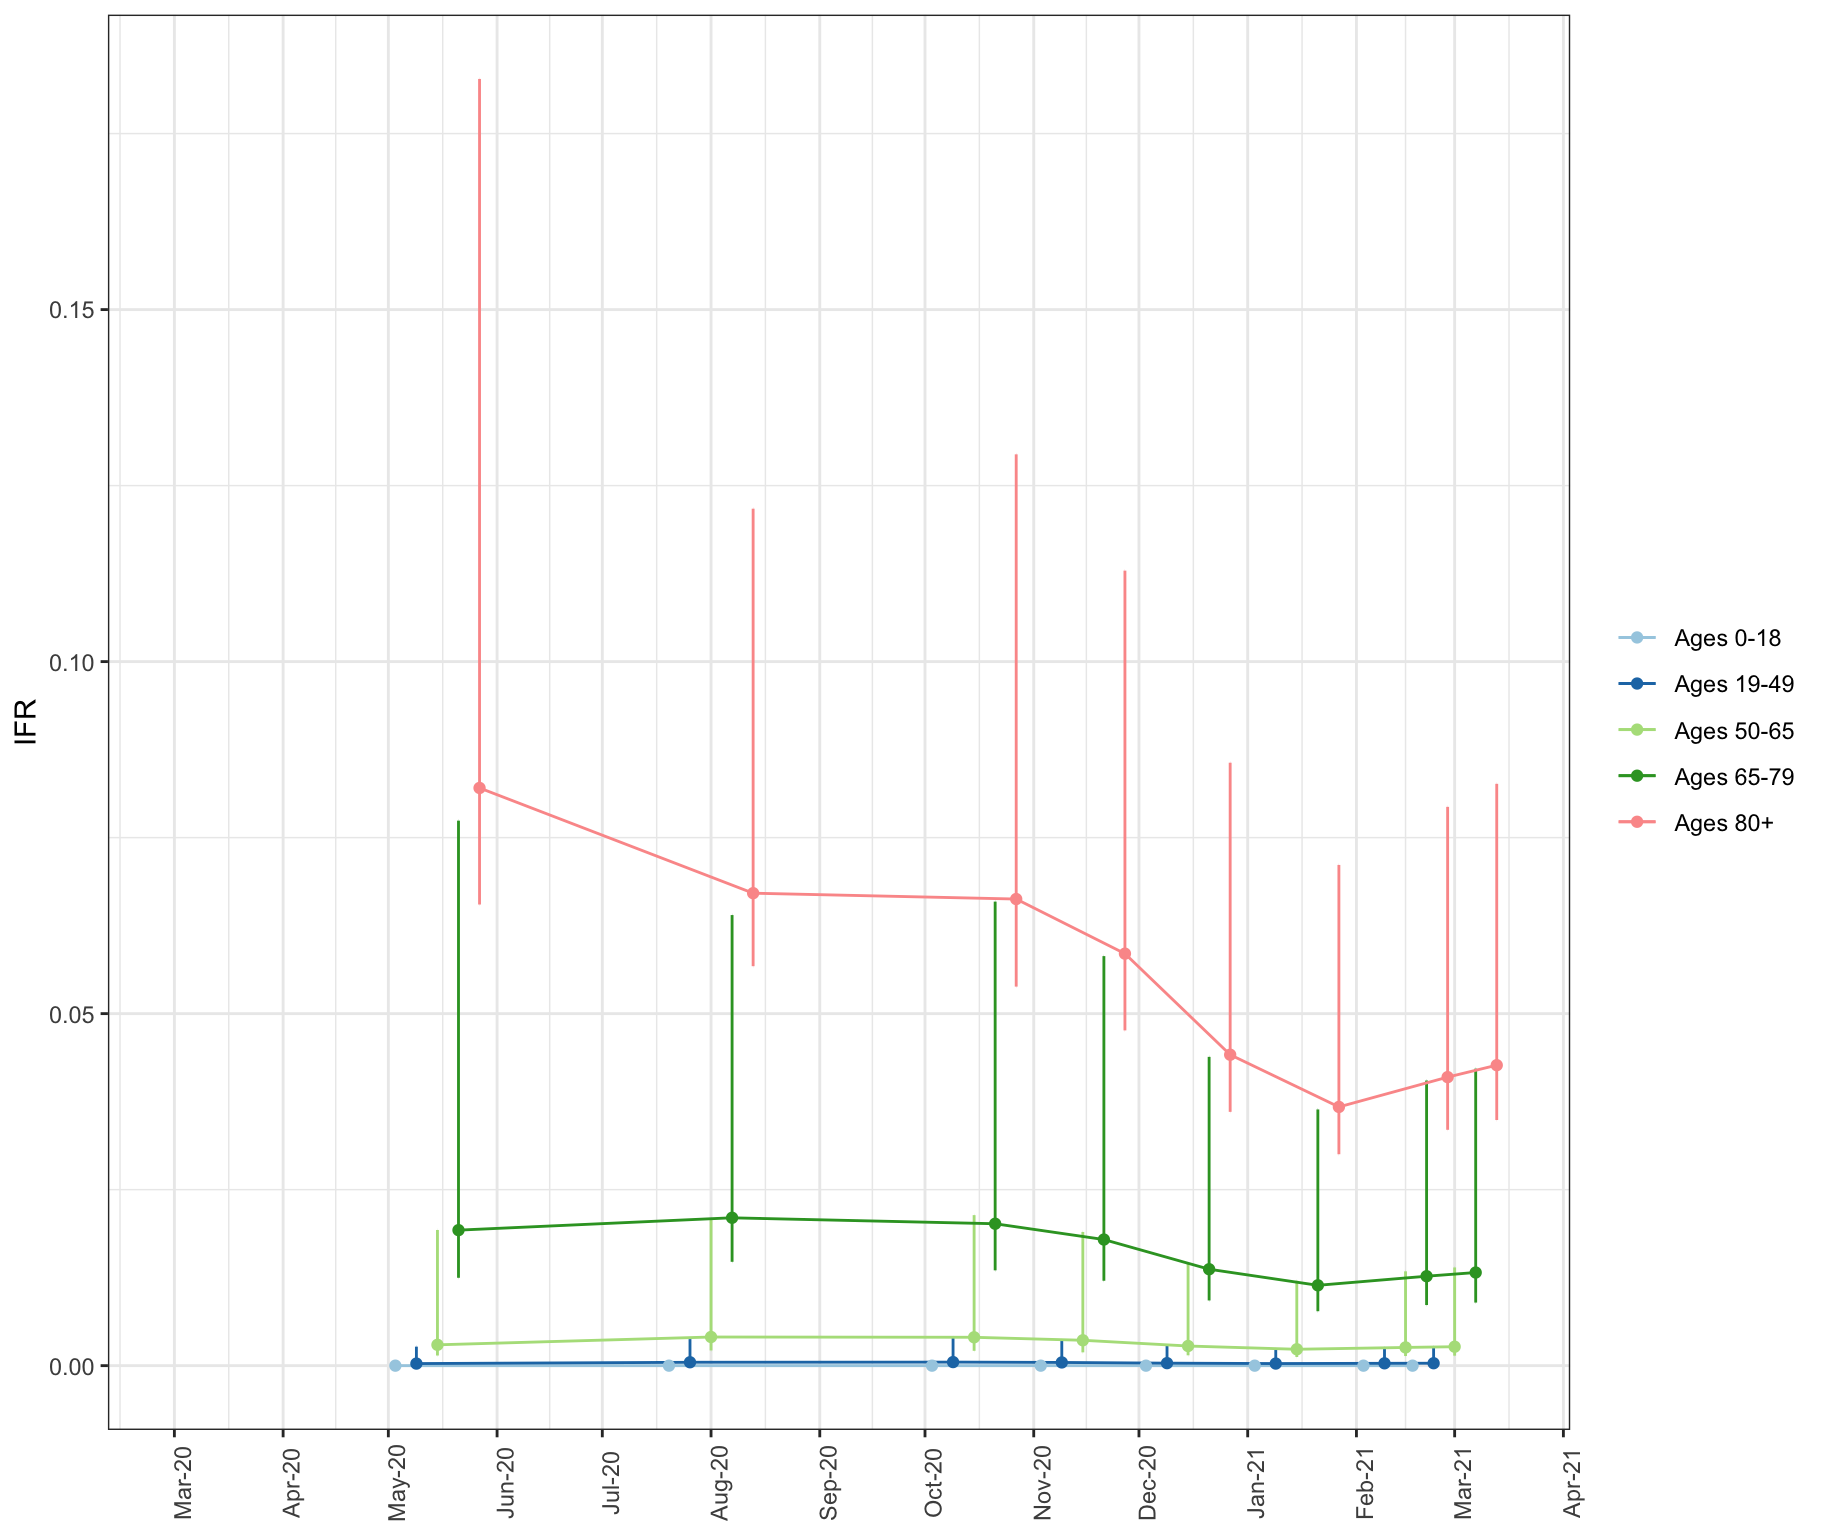 IFR
0.15
0.10
0.05
0.00
Mar-20
Apr-20
May-20
Jun-20
Jul-20
Aug-20
Sep-20
Oct-20
Nov-20
Dec-20
Jan-21
Feb-21
Mar-21
Apr-21
Ages 0-18
Ages 19-49
Ages 50-65
Ages 65-79
Ages 80+